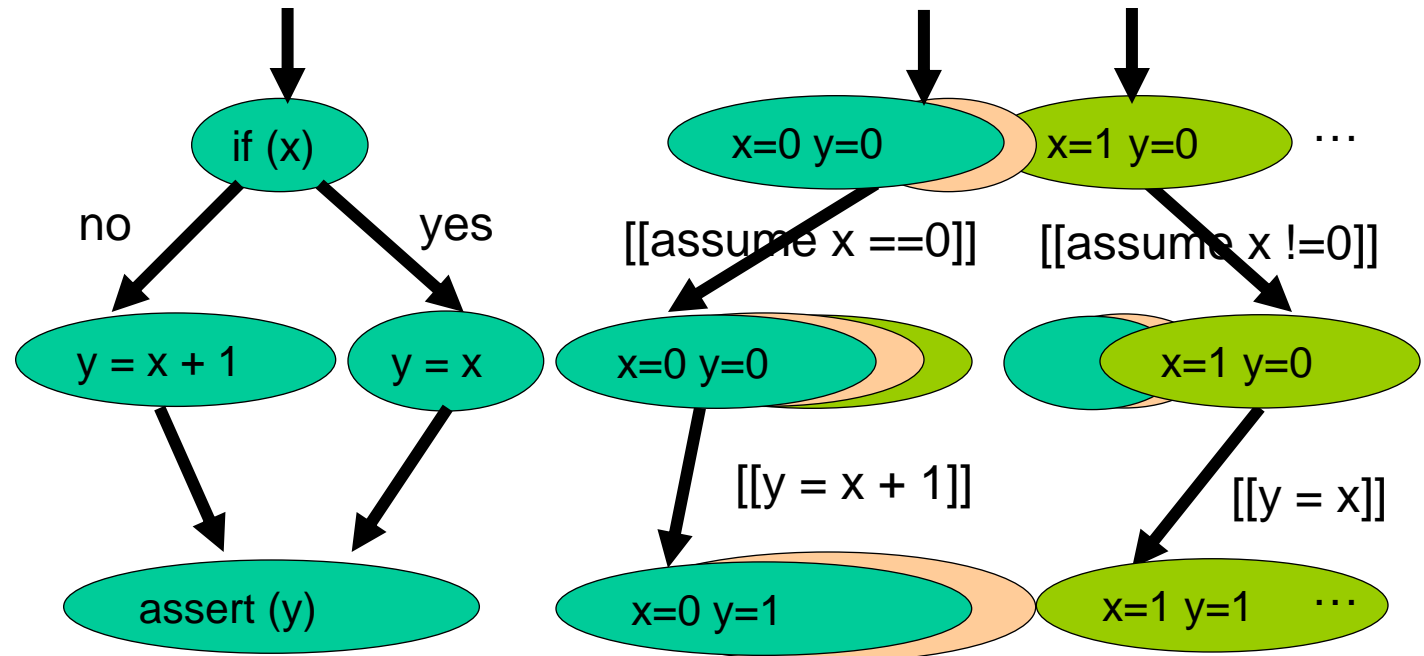 if (x)
x=0 y=0
x=1 y=0
...
no
yes
[[assume x ==0]]
[[assume x !=0]]
y = x + 1
y = x
x=0 y=0
x=1 y=0
[[y = x + 1]]
[[y = x]]
assert (y)
x=0 y=1
x=1 y=1
...